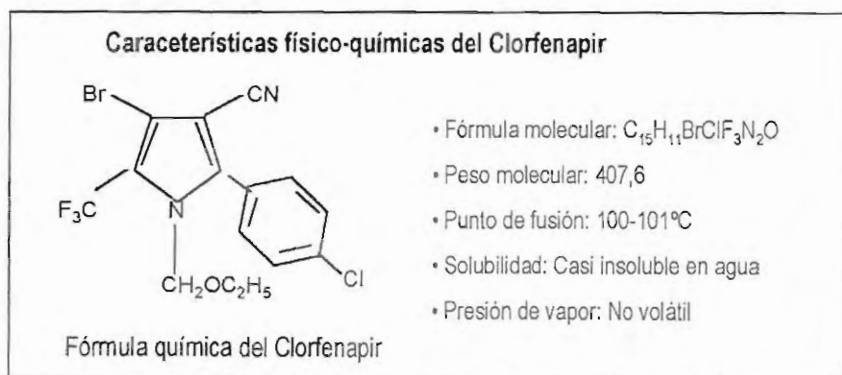 Caraceterísticas físico-químicas del Clorfenapir
Br
CN
F₃C
N
Cl
CH₂OC₂H₅
Fórmula química del Clorfenapir
• Fórmula molecular: C₁₅H₁₁BrClF₃N₂O
• Peso molecular: 407,6
• Punto de fusión: 100-101ºC
• Solubilidad: Casi insoluble en agua
• Presión de vapor: No volátil